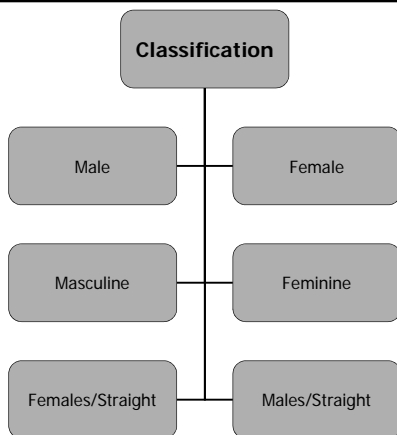 Classification
Male
Female
Masculine
Feminine
Females/Straight
Males/Straight